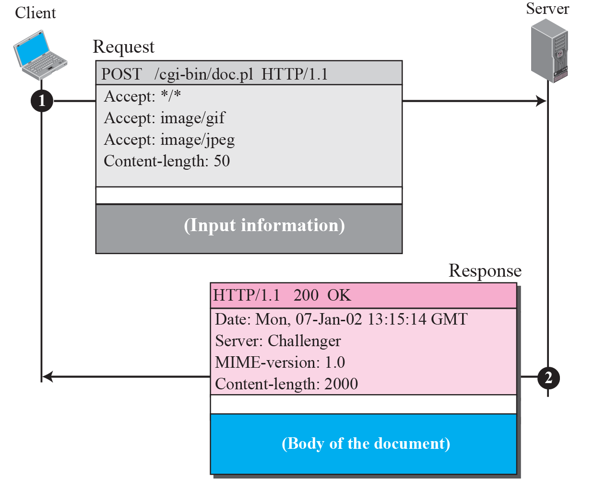 Client
Server
Request
POST /cgi-bin/doc.pl HTTP/1.1
1
Accept: */*
Accept: image/gif
Accept: image/jpeg
Content-length: 50
(Input information)
Response
HTTP/1.1 200 OK
Date: Mon, 07-Jan-02 13:15:14 GMT
Server: Challenger
MIME-version: 1.0
Content-length: 2000
2
(Body of the document)